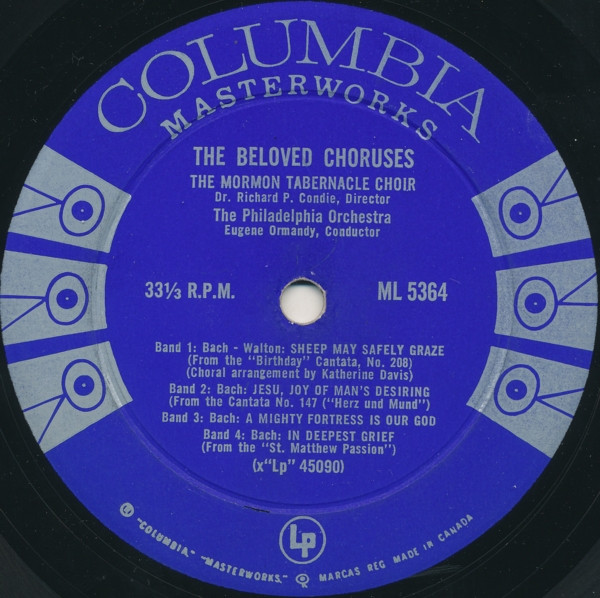 COLUMBIA
MASTERWORKS
THE BELOVED CHORUSES
THE MORMON TABERNACLE CHOIR
Dr. Richard P. Condie, Director
The Philadelphia Orchestra
Eugene Ormandy, Conductor
33⅓ R.P.M.
ML 5364
Band 1: Bach - Walton: SHEEP MAY SAFELY GRAZE
(From the "Birthday" Cantata, No. 208)
(Choral arrangement by Katherine Davis)
Band 2: Bach: JESU, JOY OF MAN'S DESIRING
(From the Cantata No. 147 ("Herz und Mund")
Band 3: Bach: A MIGHTY FORTRESS IS OUR GOD
Band 4: Bach: IN DEEPEST GRIEF
(From the "St. Matthew Passion")
(x"Lp" 45090)
Lp
"COLUMBIA" "MASTERWORKS," MARCAS REG MADE IN CANADA